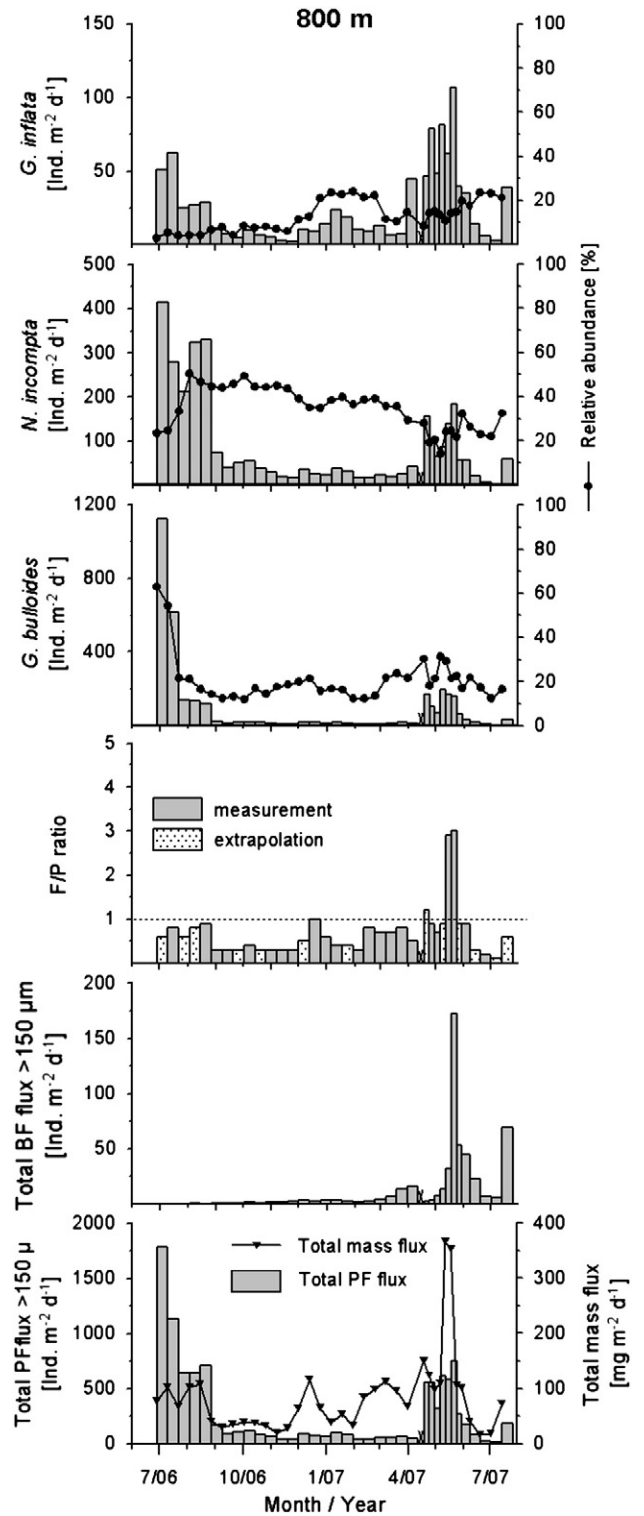 800 m
150
100
50
G. inflata
[Ind. m-2 d-1]
100
80
60
40
20
0
500
400
300
200
100
N. incompta
[Ind. m-2 d-1]
100
80
60
40
20
0
Relative abundance [%]
1200
800
400
G. bulloides
[Ind. m-2 d-1]
100
80
60
40
20
0
5
4
3
2
1
F/P ratio
measurement
extrapolation
200
150
100
50
Total BF flux >150 µm
[Ind. m-2 d-1]
2000
1500
1000
500
0
Total PFflux >150 µ
[Ind. m-2 d-1]
Total mass flux
Total PF flux
400
300
200
100
0
Total mass flux
[mg m-2 d-1]
7/06 10/06 1/07 4/07 7/07
Month / Year